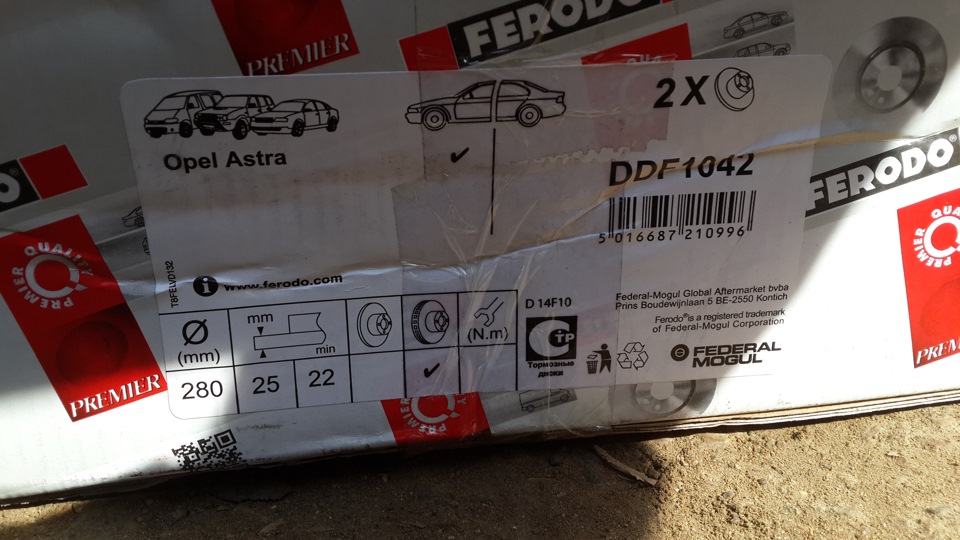 FERODO®
PREMIER
2 X
Opel Astra
✓
DDF1042
FERODO®
5 016687 210996
PREMIER QUALITY
T8FELVD132
i www.ferodo.com
Federal-Mogul Global Aftermarket bvba
Prins Boudewijnlaan 5 BE-2550 Kontich
Ferodo® is a registered trademark
of Federal-Mogul Corporation
D 14F10
Ø
(mm)
mm
min
(N.m)
СТР
Тормозные
диски
FEDERAL
MOGUL
280
25
22
✓
PREMIER
PREMIER